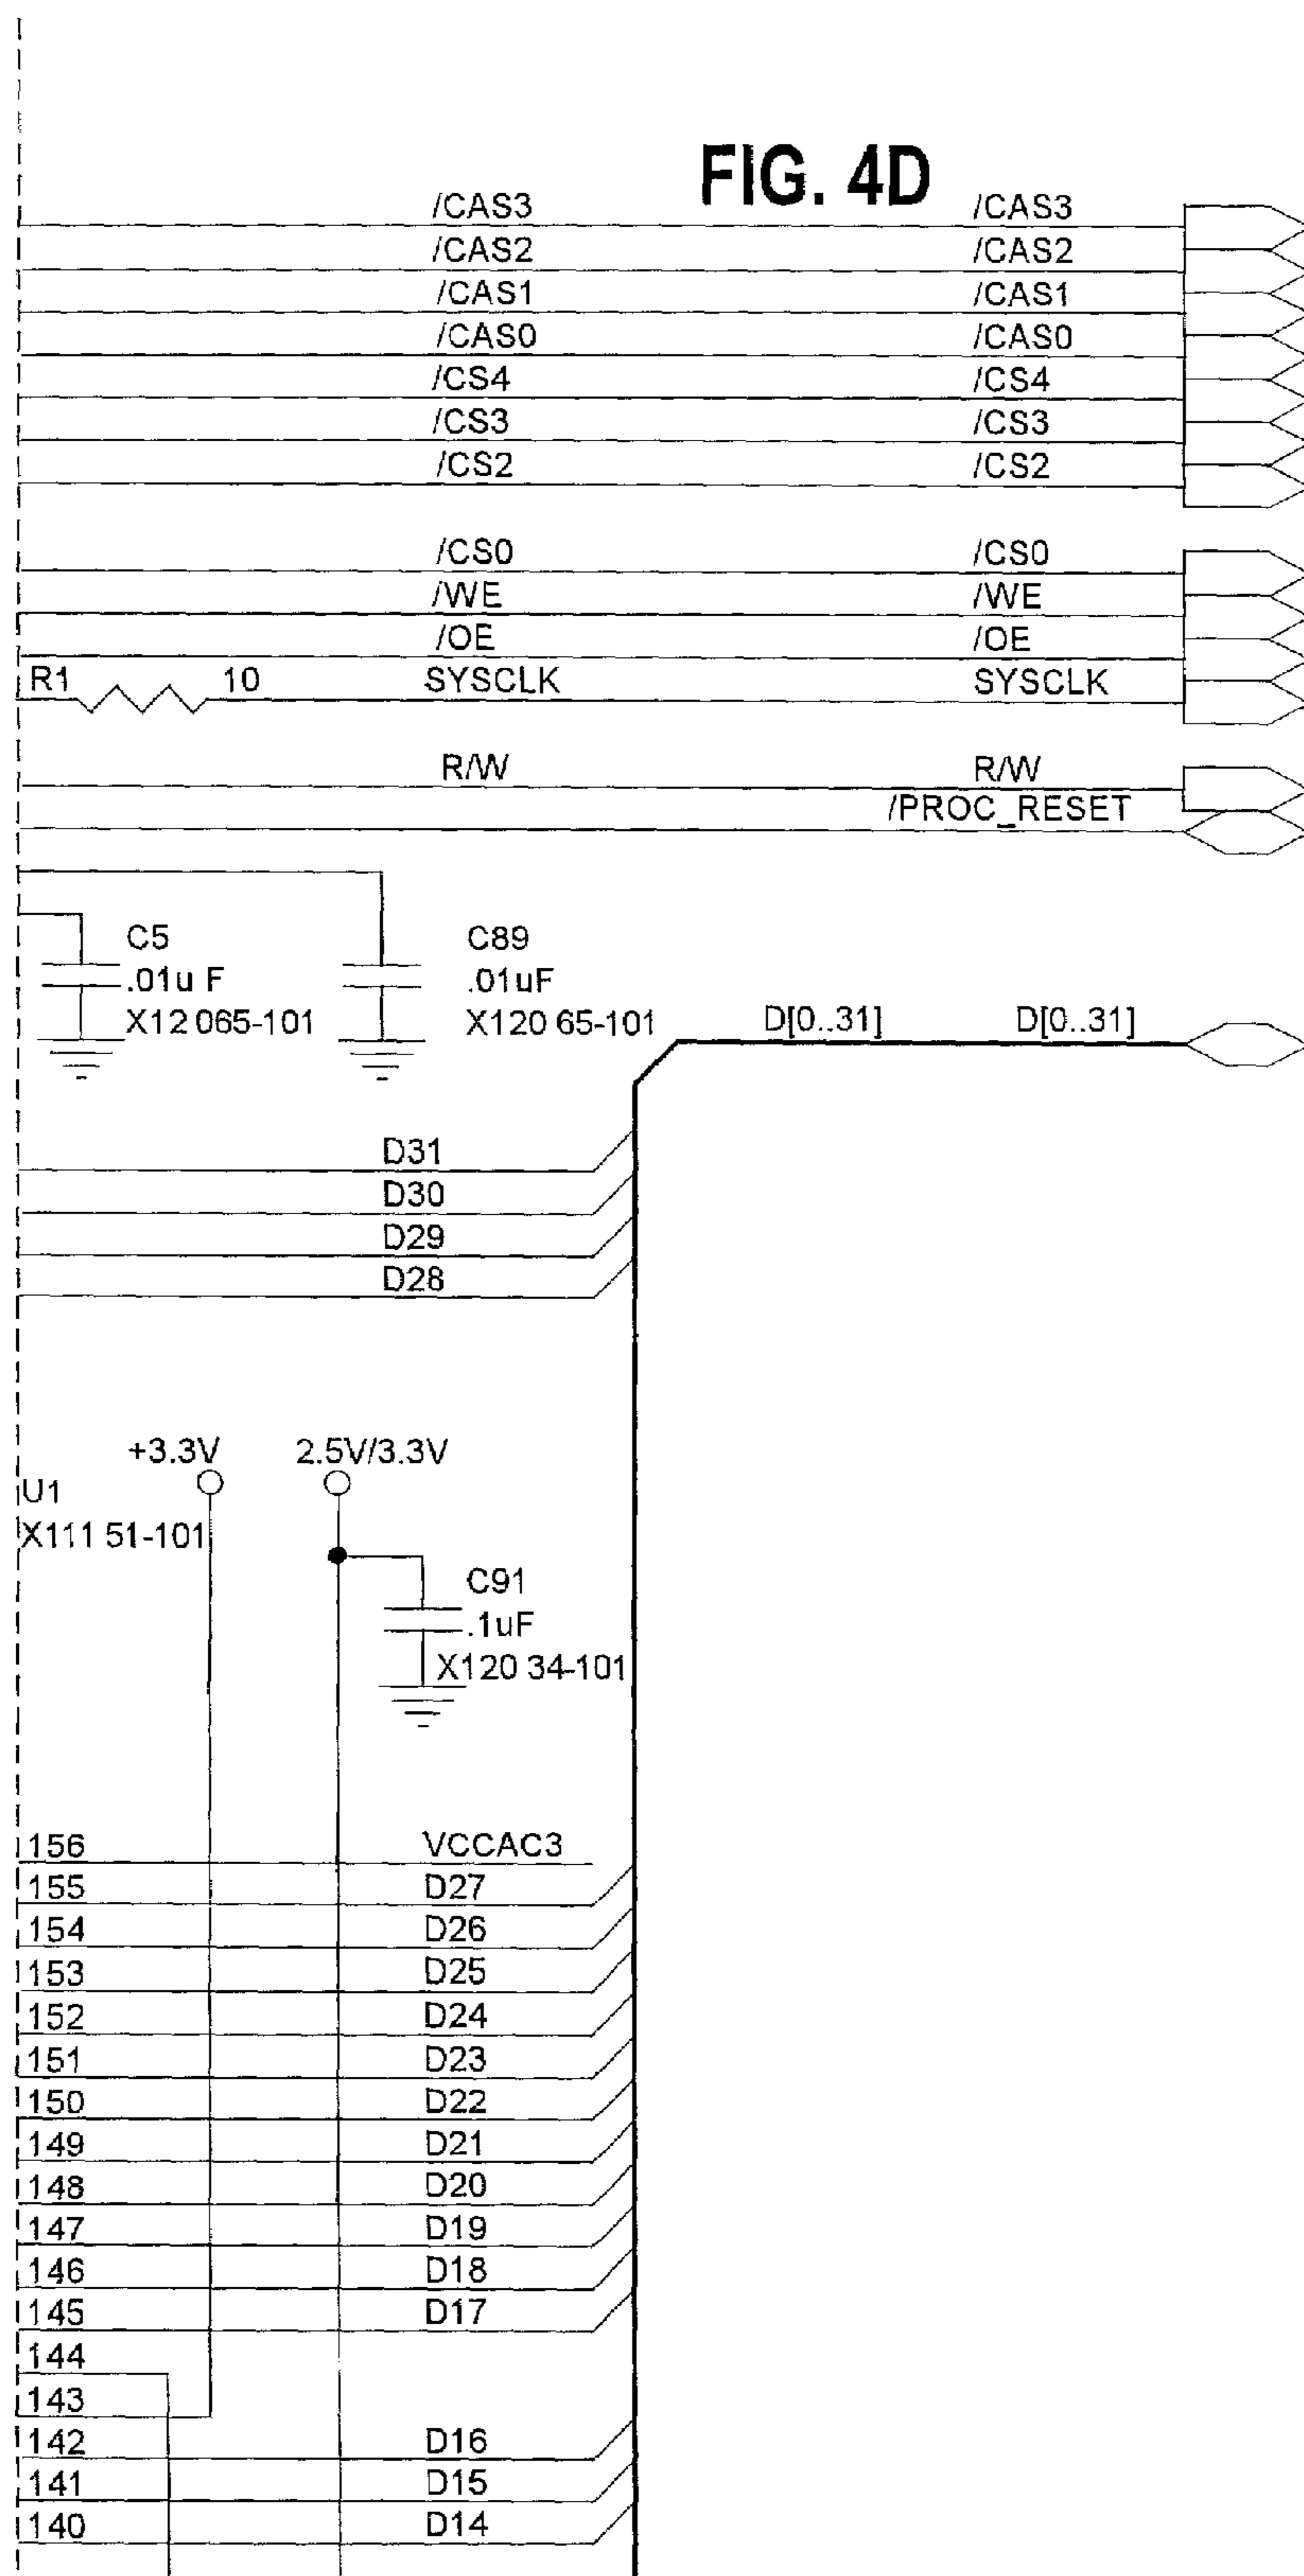 FIG. 4D
/CAS3 /CAS3
/CAS2 /CAS2
/CAS1 /CAS1
/CAS0 /CAS0
/CS4 /CS4
/CS3 /CS3
/CS2 /CS2
/CS0 /CS0
/WE /WE
/OE /OE
R1 10 SYSCLK SYSCLK
R/W R/W
/PROC_RESET
C5 C89
.01u F .01uF
X12 065-101 X120 65-101
D[0..31] D[0..31]
D31
D30
D29
D28
+3.3V 2.5V/3.3V
U1
X111 51-101
C91
.1uF
X120 34-101
156 VCCAC3
155 D27
154 D26
153 D25
152 D24
151 D23
150 D22
149 D21
148 D20
147 D19
146 D18
145 D17
144
143
142 D16
141 D15
140 D14